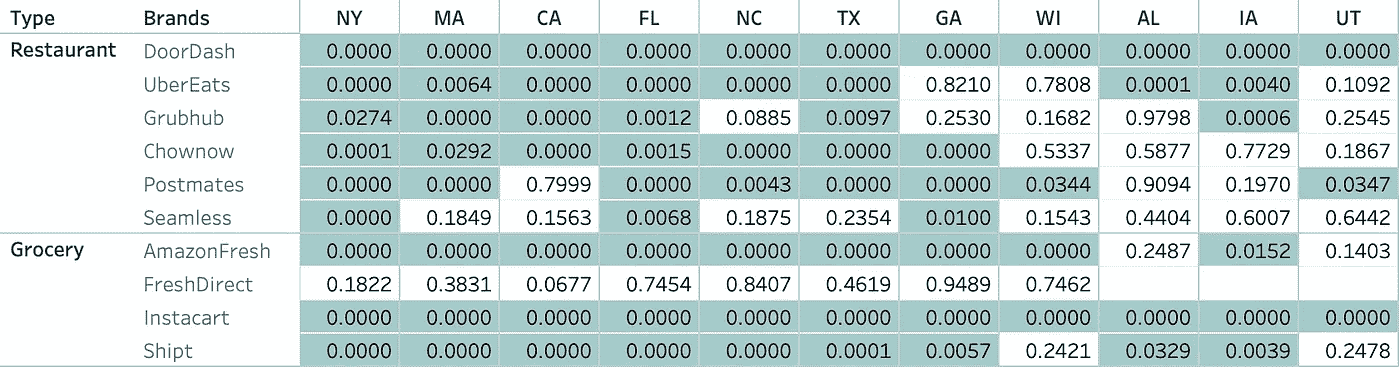 Type Brands NY MA CA FL NC TX GA WI AL IA UT
Restaurant DoorDash 0.0000 0.0000 0.0000 0.0000 0.0000 0.0000 0.0000 0.0000 0.0000 0.0000 0.0000
UberEats 0.0000 0.0064 0.0000 0.0000 0.0000 0.0000 0.8210 0.7808 0.0001 0.0040 0.1092
Grubhub 0.0274 0.0000 0.0000 0.0012 0.0885 0.0097 0.2530 0.1682 0.9798 0.0006 0.2545
Chownow 0.0001 0.0292 0.0000 0.0015 0.0000 0.0000 0.0000 0.5337 0.5877 0.7729 0.1867
Postmates 0.0000 0.0000 0.7999 0.0000 0.0043 0.0000 0.0000 0.0344 0.9094 0.1970 0.0347
Seamless 0.0000 0.1849 0.1563 0.0068 0.1875 0.2354 0.0100 0.1543 0.4404 0.6007 0.6442
Grocery AmazonFresh 0.0000 0.0000 0.0000 0.0000 0.0000 0.0000 0.0000 0.0000 0.2487 0.0152 0.1403
FreshDirect 0.1822 0.3831 0.0677 0.7454 0.8407 0.4619 0.9489 0.7462
Instacart 0.0000 0.0000 0.0000 0.0000 0.0000 0.0000 0.0000 0.0000 0.0000 0.0000 0.0000
Shipt 0.0000 0.0000 0.0000 0.0000 0.0000 0.0001 0.0057 0.2421 0.0329 0.0039 0.2478